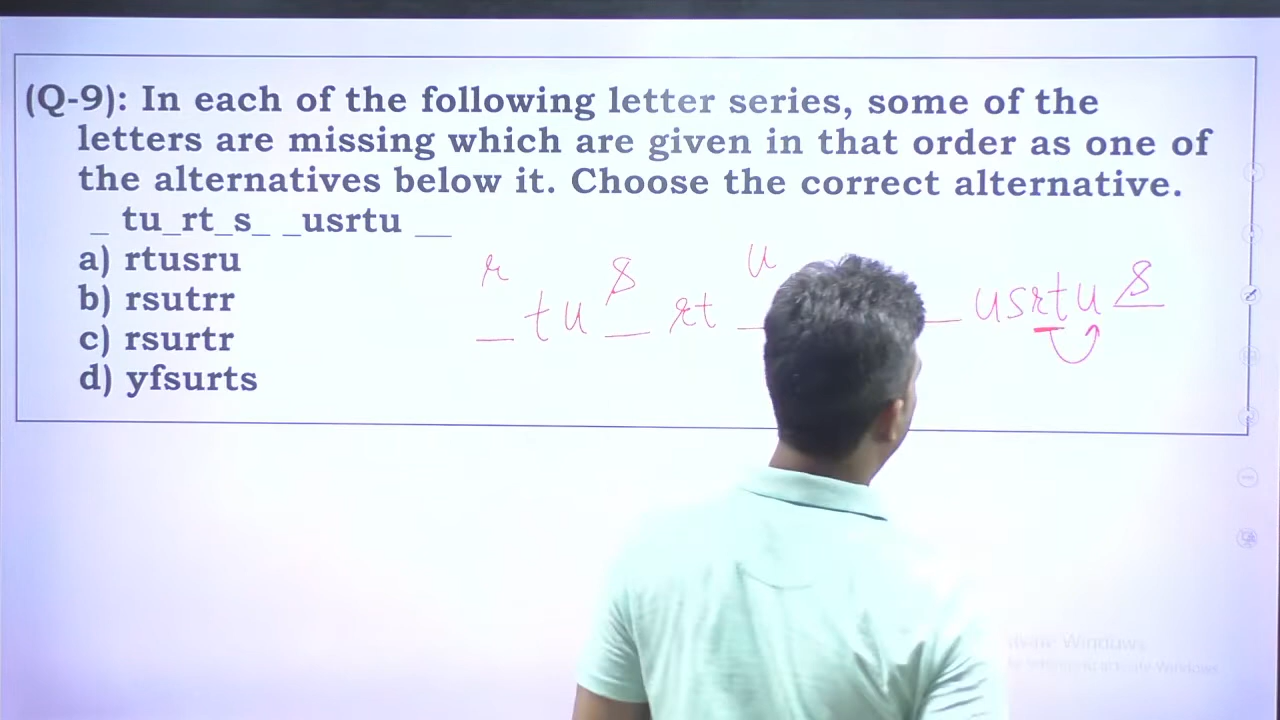 (Q-9): In each of the following letter series, some of the
letters are missing which are given in that order as one of
the alternatives below it. Choose the correct alternative.
_ tu_rt_s_ _usrtu __
a) rtusru
b) rsutrr
c) rsurtr
d) yfsurts
r s u
_ tu _ rt _ _ usrtu s